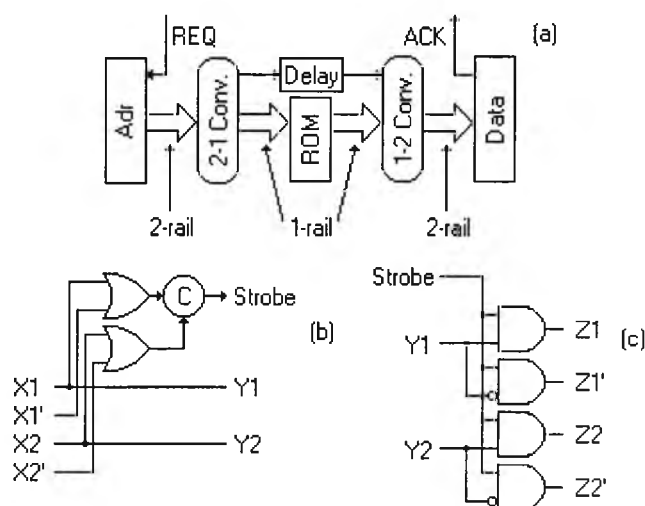 REQ
ACK
(a)
Adr
2-1 Conv.
Delay
ROM
1-2 Conv.
Data
2-rail
1-rail
2-rail
C
Strobe
(b)
X1
X1'
X2
X2'
Y1
Y2
Strobe
Y1
Y2
Z1
Z1'
Z2
Z2'
(c)